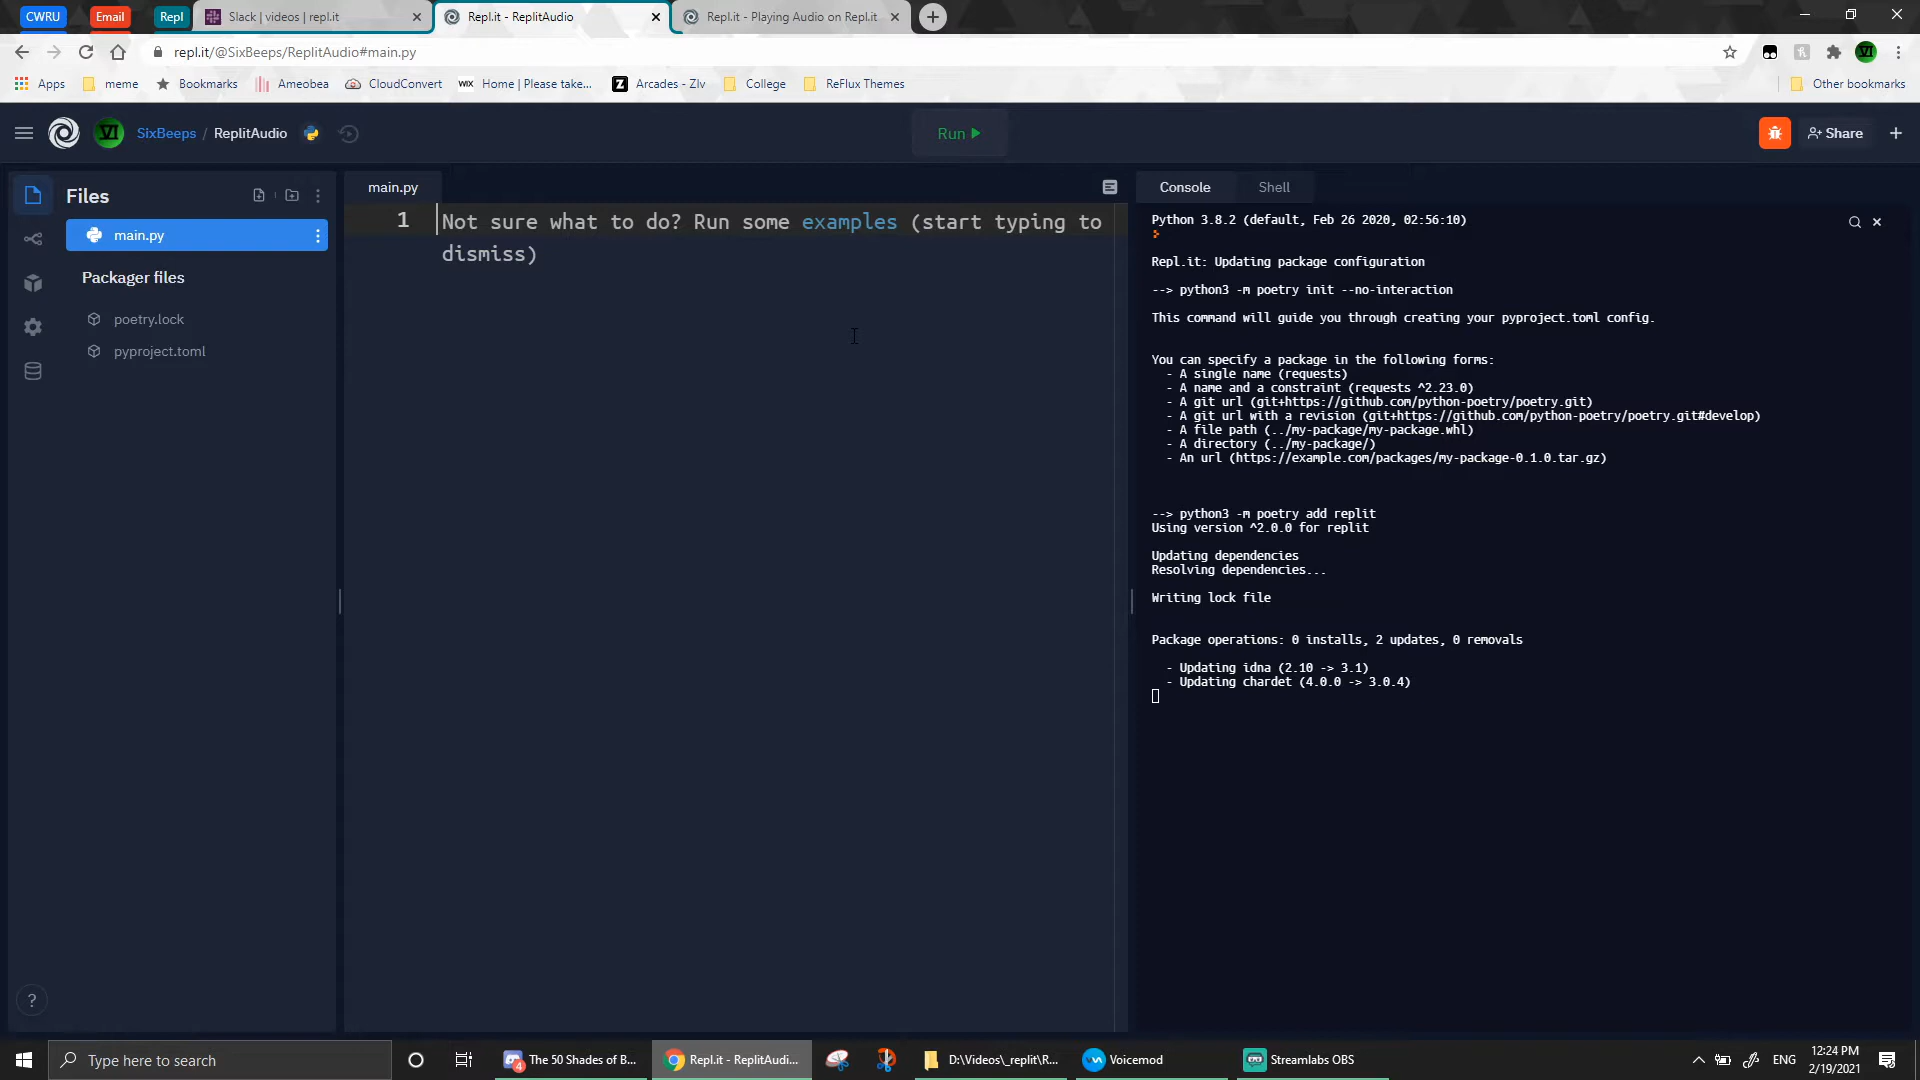 CWRU Email Repl Slack | videos | repl.it Repl.it - ReplitAudio Repl.it - Playing Audio on Repl.it
repl.it/@SixBeeps/ReplitAudio#main.py
Apps meme Bookmarks Ameobea CloudConvert WIX Home | Please take... Z Arcades - Zlv College ReFlux Themes Other bookmarks
VI SixBeeps / ReplitAudio Run Share
Files
main.py
Packager files
poetry.lock
pyproject.toml
?
main.py
1 Not sure what to do? Run some examples (start typing to
dismiss)
Console Shell
Python 3.8.2 (default, Feb 26 2020, 02:56:10)
Repl.it: Updating package configuration
--> python3 -m poetry init --no-interaction
This command will guide you through creating your pyproject.toml config.
You can specify a package in the following forms:
- A single name (requests)
- A name and a constraint (requests ^2.23.0)
- A git url (git+https://github.com/python-poetry/poetry.git)
- A git url with a revision (git+https://github.com/python-poetry/poetry.git#develop)
- A file path (../my-package/my-package.whl)
- A directory (../my-package/)
- An url (https://example.com/packages/my-package-0.1.0.tar.gz)
--> python3 -m poetry add replit
Using version ^2.0.0 for replit
Updating dependencies
Resolving dependencies...
Writing lock file
Package operations: 0 installs, 2 updates, 0 removals
- Updating idna (2.10 -> 3.1)
- Updating chardet (4.0.0 -> 3.0.4)
Type here to search 4 The 50 Shades of B... Repl.it - ReplitAudi... D:\Videos\_replit\R... Voicemod Streamlabs OBS ENG
12:24 PM
2/19/2021